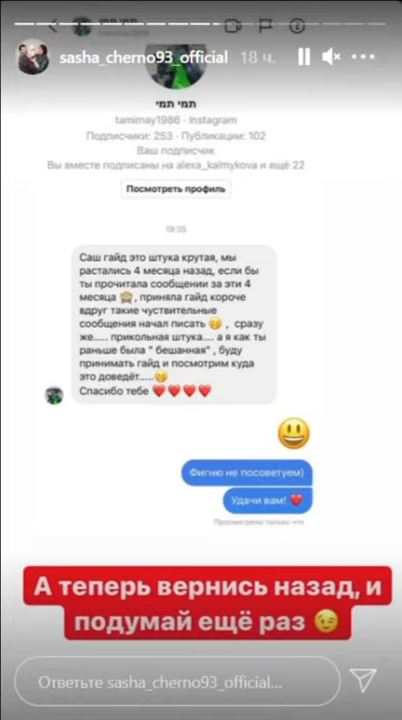 sasha_cherno93_official 18 ч.
תמי תמי
tamimay1986 · Instagram
Подписчики: 253 · Публикации: 102
Ваш подписчик
Вы вместе подписаны на alexa_kalmykova и ещё 22
Посмотреть профиль
19:35
Саш гайд это штука крутая, мы
растались 4 месяца назад, если бы
ты прочитала сообщении за эти 4
месяца 🙊, приняла гайд короче
вдруг такие чуствительные
сообщения начал писать 🤫 , сразу
же..... прикольная штука.... а я как ты
раньше была " бешанная" , буду
принимать гайд и посмотрим куда
это доведёт.....🤫
Спасибо тебе ❤️❤️❤️❤️
😃
Фигню не посоветуем)
Удачи вам! ❤️
Просмотрено только что
А теперь вернись назад, и
подумай ещё раз 😉
Ответьте sasha_cherno93_official...